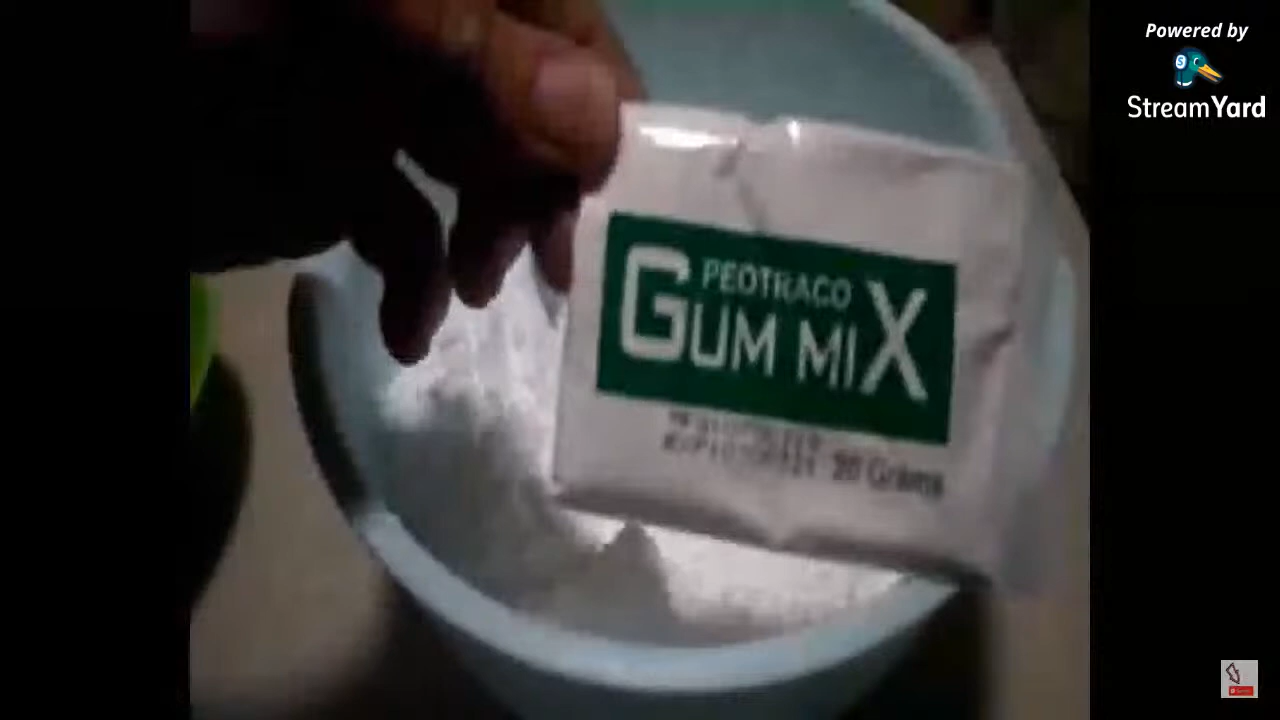 Powered by
StreamYard
PEOTRACO
GUM MIX
20 Grams